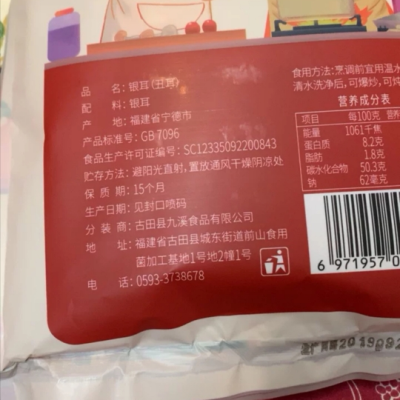 品 名: 银耳(丑耳)
配 料: 银耳
产 地: 福建省宁德市
产品标准号: GB 7096
食品生产许可证编号: SC12335092200843
贮存方法: 避阳光直射, 置放通风干燥阴凉处
保 质 期: 15个月
生产日期: 见封口喷码
分 装 商: 古田县九溪食品有限公司
地 址: 福建省古田县城东街道前山食用
菌加工基地1号地2幢1号
电 话: 0593-3738678
食用方法: 烹调前宜用温水
清水洗净后, 可爆炒, 可炖
营养成分表
项目 每100克
能量 1061千焦
蛋白质 8.2克
脂肪 1.8克
碳水化合物 50.3克
钠 62毫克
6 971957 0